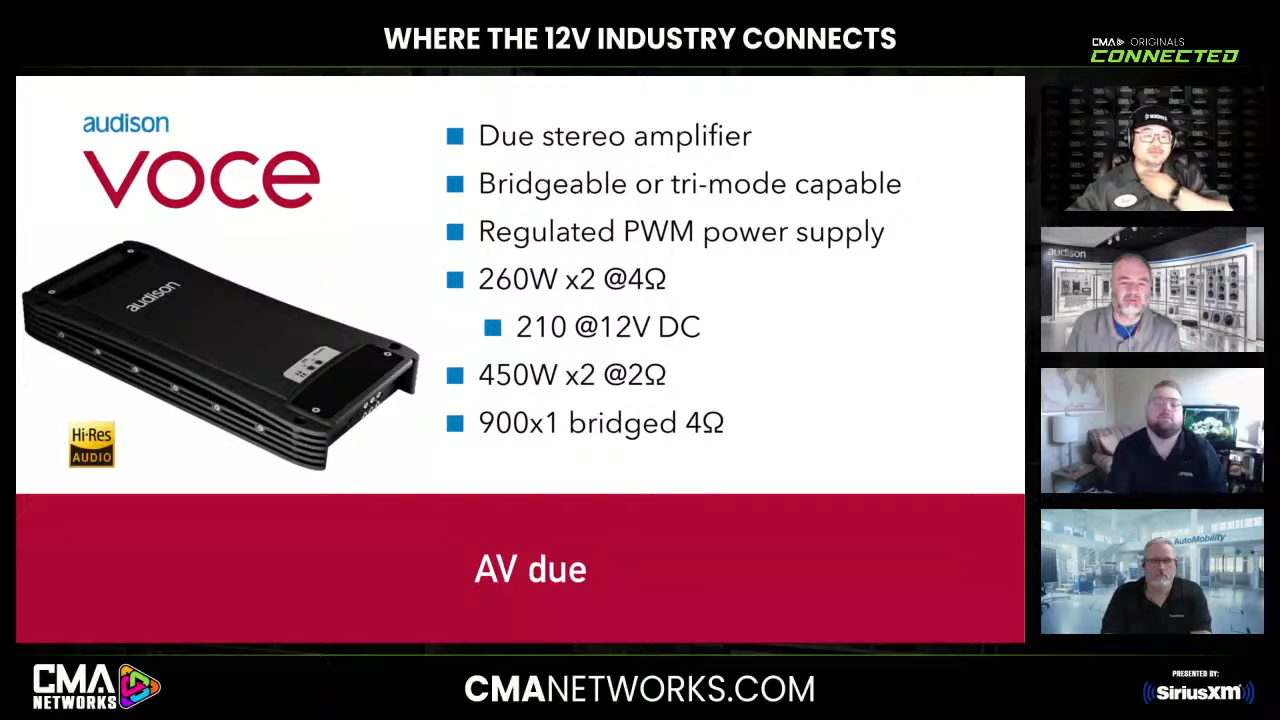 WHERE THE 12V INDUSTRY CONNECTS
CMA ORIGINALS
CONNECTED
audison
voce
audison
Hi-Res
AUDIO
Due stereo amplifier
Bridgeable or tri-mode capable
Regulated PWM power supply
260W x2 @4Ω
210 @12V DC
450W x2 @2Ω
900x1 bridged 4Ω
AV due
audison
AutoMobility
CMA
NETWORKS
CMANETWORKS.COM
PRESENTED BY:
SiriusXM